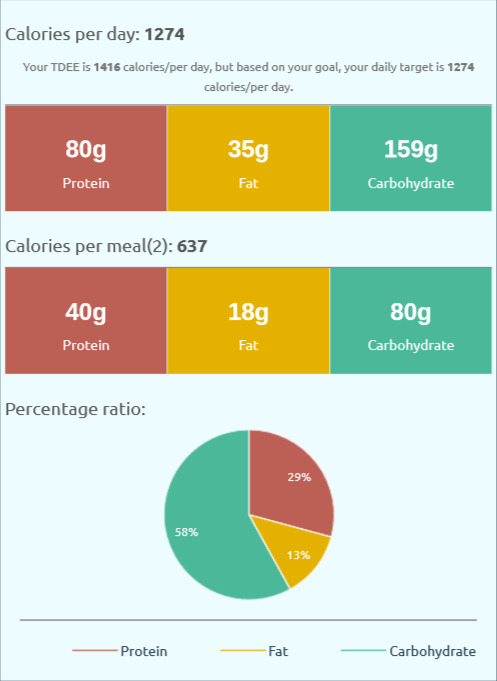 Calories per day: 1274
Your TDEE is 1416 calories/per day, but based on your goal, your daily target is 1274
calories/per day.
80g 35g 159g
Protein Fat Carbohydrate
Calories per meal(2): 637
40g 18g 80g
Protein Fat Carbohydrate
Percentage ratio:
29%
58%
13%
Protein Fat Carbohydrate